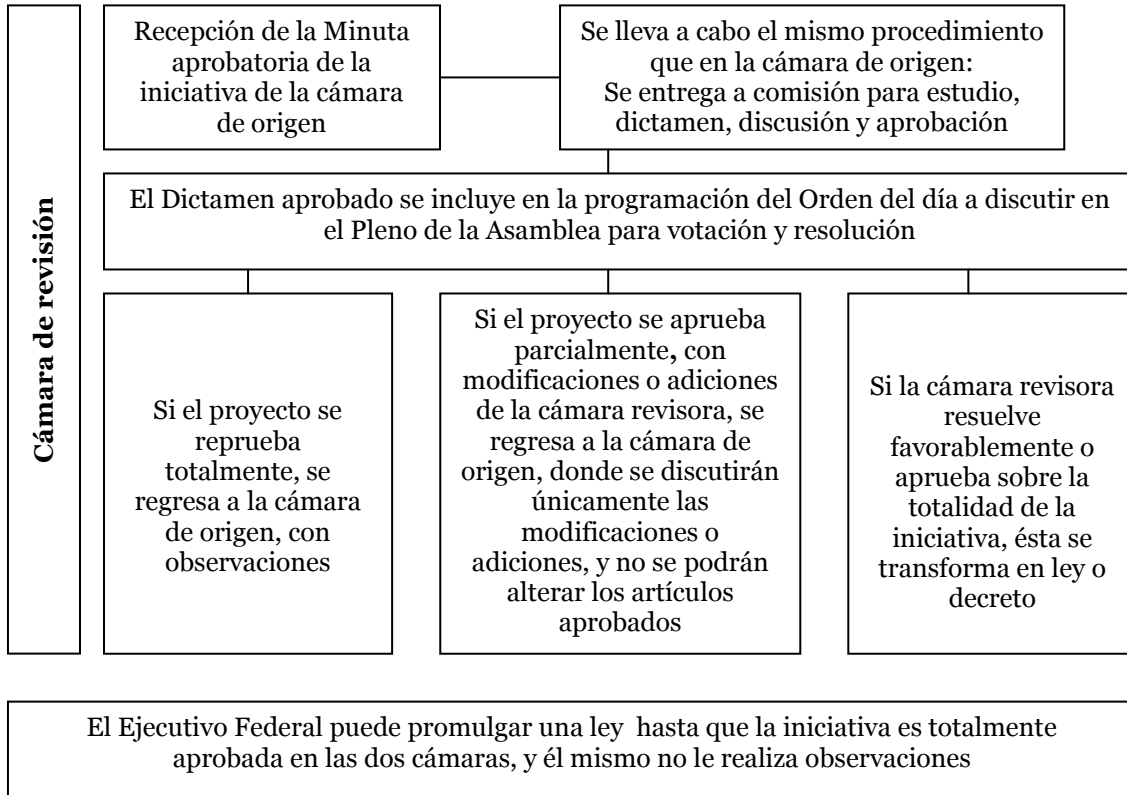 Cámara de revisión
Recepción de la Minuta
aprobatoria de la
iniciativa de la cámara
de origen
Se lleva a cabo el mismo procedimiento
que en la cámara de origen:
Se entrega a comisión para estudio,
dictamen, discusión y aprobación
El Dictamen aprobado se incluye en la programación del Orden del día a discutir en
el Pleno de la Asamblea para votación y resolución
Si el proyecto se
reprueba
totalmente, se
regresa a la cámara
de origen, con
observaciones
Si el proyecto se aprueba
parcialmente, con
modificaciones o adiciones
de la cámara revisora, se
regresa a la cámara de
origen, donde se discutirán
únicamente las
modificaciones o
adiciones, y no se podrán
alterar los artículos
aprobados
Si la cámara revisora
resuelve
favorablemente o
aprueba sobre la
totalidad de la
iniciativa, ésta se
transforma en ley o
decreto
El Ejecutivo Federal puede promulgar una ley hasta que la iniciativa es totalmente
aprobada en las dos cámaras, y él mismo no le realiza observaciones